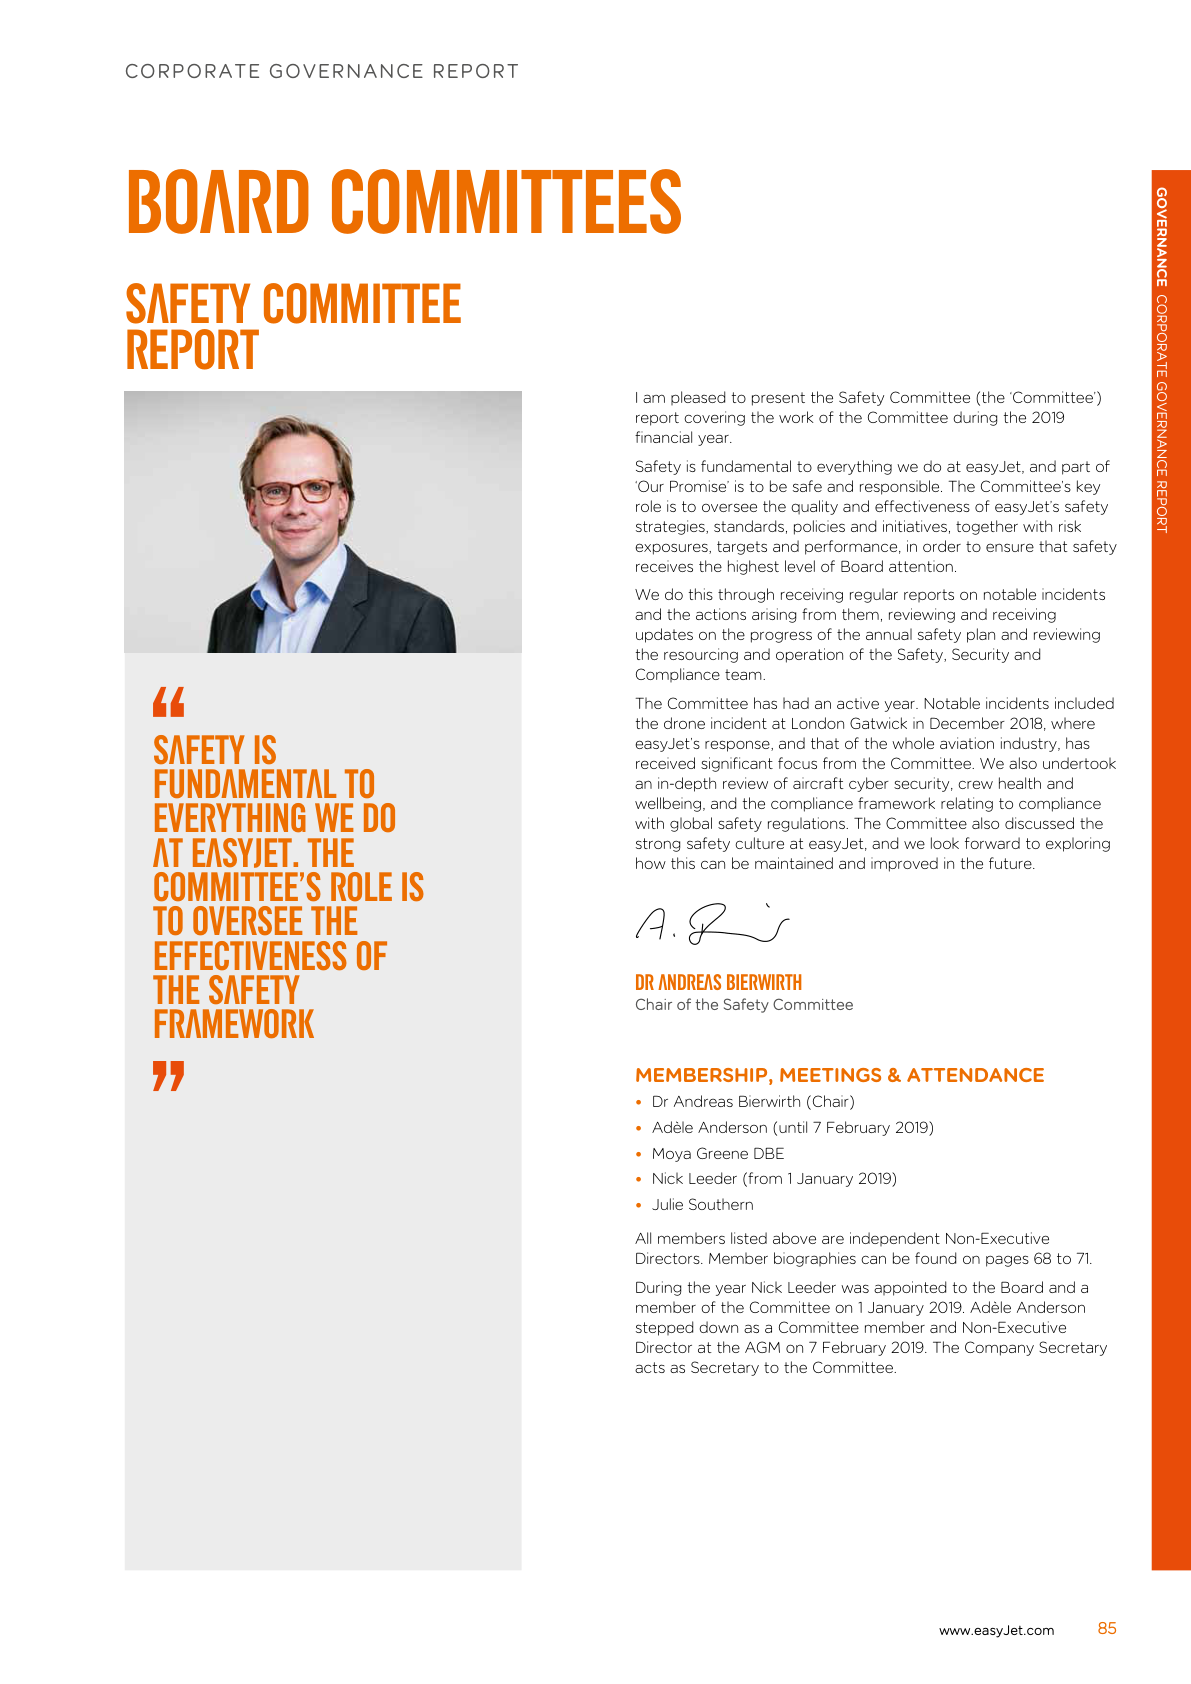 CORPORATE GOVERNANCE REPORT
BOARD COMMITTEES
SAFETY COMMITTEE
REPORT
“
SAFETY IS
FUNDAMENTAL TO
EVERYTHING WE DO
AT EASYJET. THE
COMMITTEE’S ROLE IS
TO OVERSEE THE
EFFECTIVENESS OF
THE SAFETY
FRAMEWORK
”
I am pleased to present the Safety Committee (the ‘Committee’)
report covering the work of the Committee during the 2019
financial year.
Safety is fundamental to everything we do at easyJet, and part of
‘Our Promise’ is to be safe and responsible. The Committee’s key
role is to oversee the quality and effectiveness of easyJet’s safety
strategies, standards, policies and initiatives, together with risk
exposures, targets and performance, in order to ensure that safety
receives the highest level of Board attention.
We do this through receiving regular reports on notable incidents
and the actions arising from them, reviewing and receiving
updates on the progress of the annual safety plan and reviewing
the resourcing and operation of the Safety, Security and
Compliance team.
The Committee has had an active year. Notable incidents included
the drone incident at London Gatwick in December 2018, where
easyJet’s response, and that of the whole aviation industry, has
received significant focus from the Committee. We also undertook
an in-depth review of aircraft cyber security, crew health and
wellbeing, and the compliance framework relating to compliance
with global safety regulations. The Committee also discussed the
strong safety culture at easyJet, and we look forward to exploring
how this can be maintained and improved in the future.
DR ANDREAS BIERWIRTH
Chair of the Safety Committee
MEMBERSHIP, MEETINGS & ATTENDANCE
• Dr Andreas Bierwirth (Chair)
• Adèle Anderson (until 7 February 2019)
• Moya Greene DBE
• Nick Leeder (from 1 January 2019)
• Julie Southern
All members listed above are independent Non-Executive
Directors. Member biographies can be found on pages 68 to 71.
During the year Nick Leeder was appointed to the Board and a
member of the Committee on 1 January 2019. Adèle Anderson
stepped down as a Committee member and Non-Executive
Director at the AGM on 7 February 2019. The Company Secretary
acts as Secretary to the Committee.
GOVERNANCE CORPORATE GOVERNANCE REPORT
www.easyJet.com 85